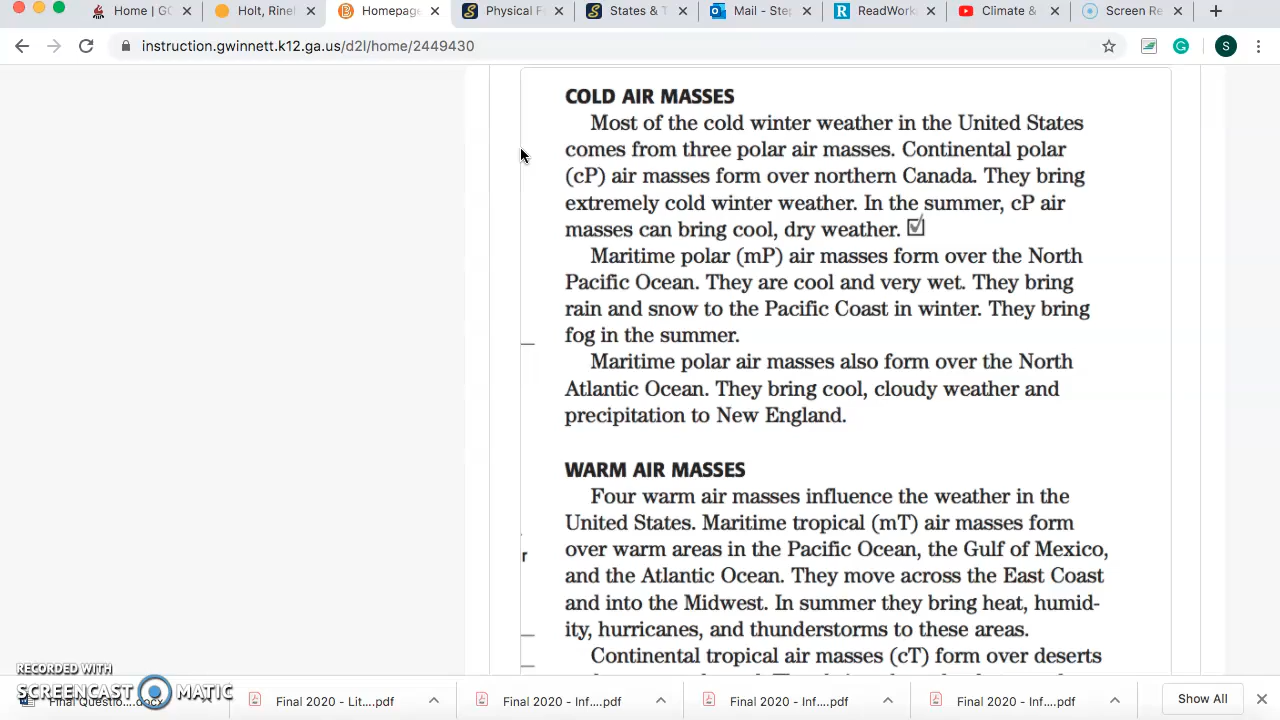 Home | G
Holt, Rine
Homepag
Physical F
States & T
Mail - Step
ReadWork
Climate &
Screen Re
instruction.gwinnett.k12.ga.us/d2l/home/2449430
S
COLD AIR MASSES
Most of the cold winter weather in the United States
comes from three polar air masses. Continental polar
(cP) air masses form over northern Canada. They bring
extremely cold winter weather. In the summer, cP air
masses can bring cool, dry weather.
Maritime polar (mP) air masses form over the North
Pacific Ocean. They are cool and very wet. They bring
rain and snow to the Pacific Coast in winter. They bring
fog in the summer.
Maritime polar air masses also form over the North
Atlantic Ocean. They bring cool, cloudy weather and
precipitation to New England.
WARM AIR MASSES
Four warm air masses influence the weather in the
United States. Maritime tropical (mT) air masses form
over warm areas in the Pacific Ocean, the Gulf of Mexico,
r
and the Atlantic Ocean. They move across the East Coast
and into the Midwest. In summer they bring heat, humid-
ity, hurricanes, and thunderstorms to these areas.
Continental tropical air masses (cT) form over deserts
RECORDED WITH
SCREENCAST MATIC
Final Questio....docx
Final 2020 - Lit....pdf
Final 2020 - Inf....pdf
Final 2020 - Inf....pdf
Final 2020 - Inf....pdf
Show All